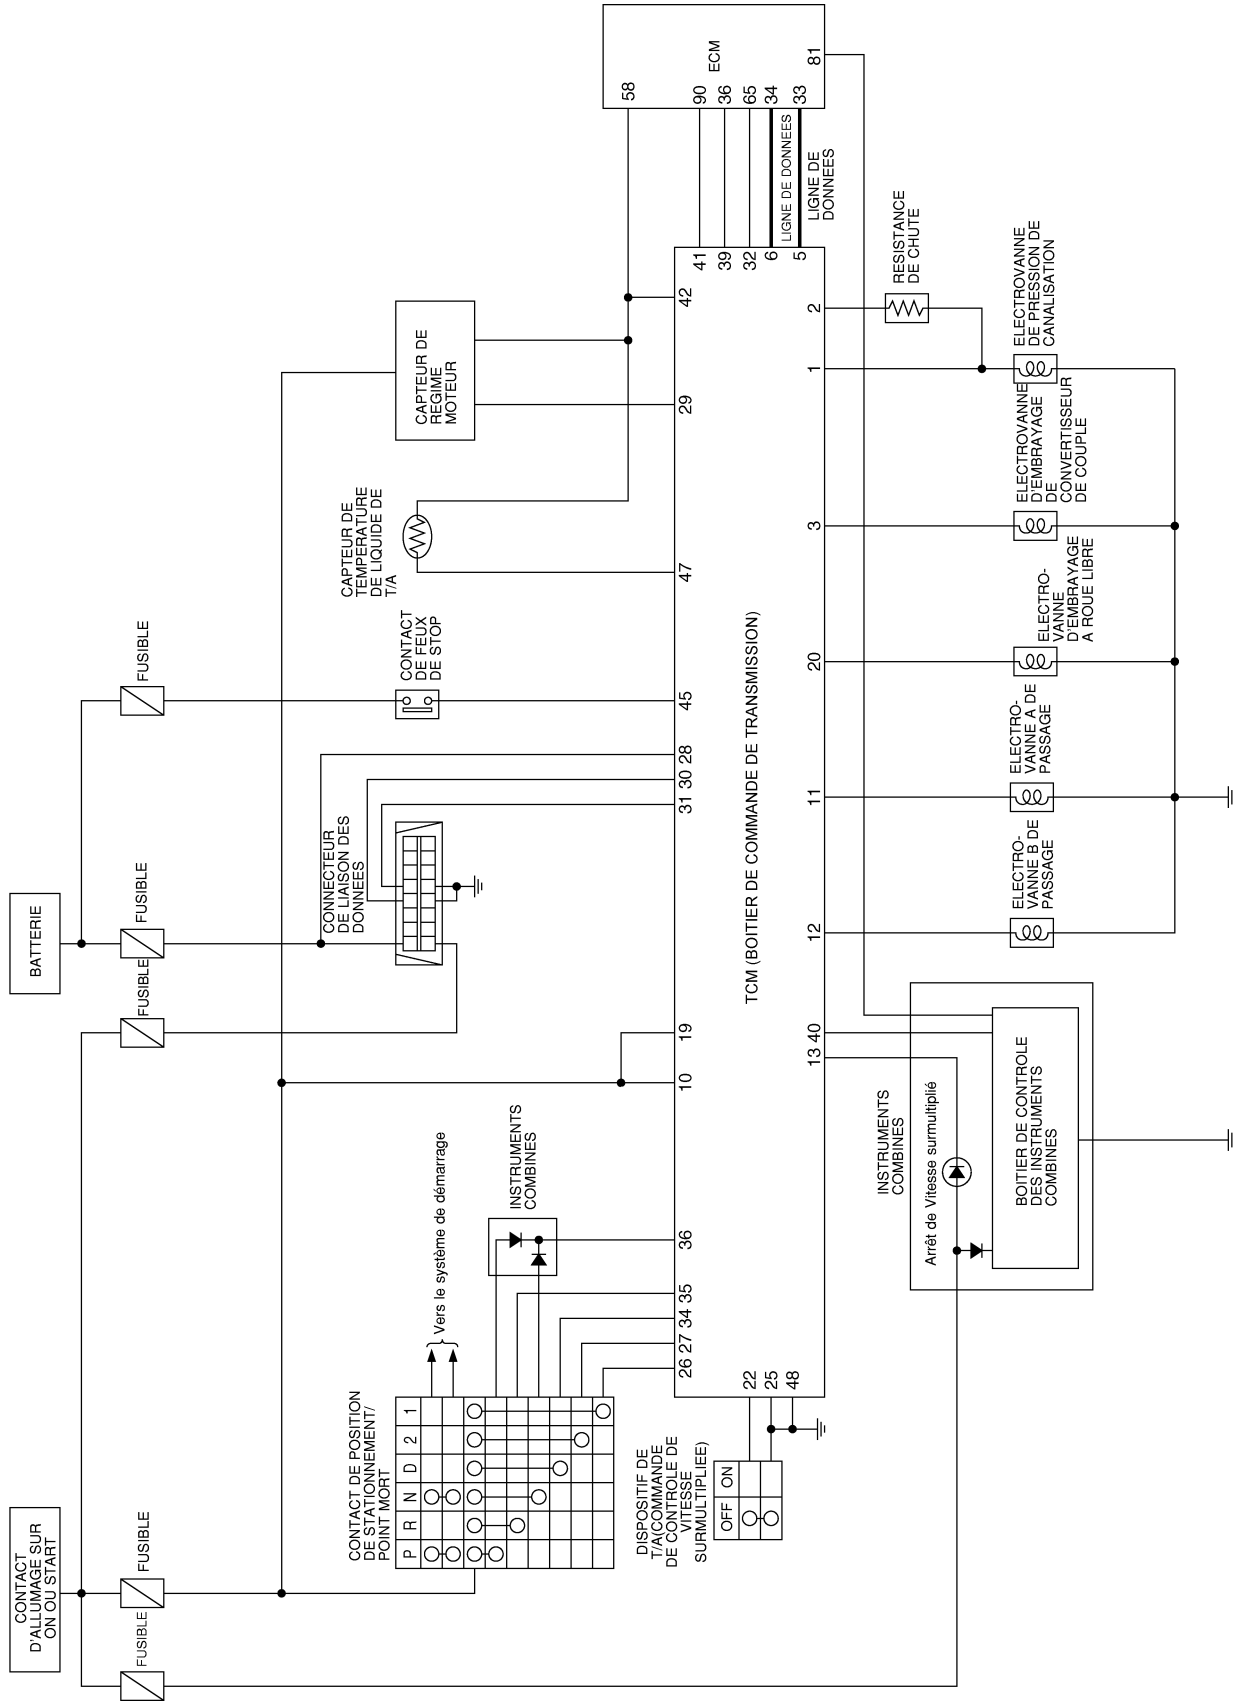 CONTACT
D'ALLUMAGE SUR
ON OU START
BATTERIE
FUSIBLE
FUSIBLE
FUSIBLE
FUSIBLE
FUSIBLE
CONNECTEUR
DE LIAISON DES
DONNEES
CONTACT
DE FEUX
DE STOP
CAPTEUR DE
TEMPERATURE
DE LIQUIDE DE
T/A
CAPTEUR DE
REGIME
MOTEUR
CONTACT DE POSITION
DE STATIONNEMENT/
POINT MORT
P R N D 2 1
Vers le système de démarrage
INSTRUMENTS
COMBINES
26 27 34 35 36 10 19 31 30 28 45 47 29 42
DISPOSITIF DE
T/A(COMMANDE
DE CONTROLE DE
VITESSE
SURMULTIPLIEE)
OFF ON
22
25
48
TCM (BOITIER DE COMMANDE DE TRANSMISSION)
41
39
32
6
5
LIGNE DE DONNEES
LIGNE DE
DONNEES
58
90
36
65
34
33
ECM
81
13 40 12 11 20 3 1 2
RESISTANCE
DE CHUTE
INSTRUMENTS
COMBINES
Arrêt de Vitesse surmultiplié
BOITIER DE CONTROLE
DES INSTRUMENTS
COMBINES
ELECTRO-
VANNE B DE
PASSAGE
ELECTRO-
VANNE A DE
PASSAGE
ELECTRO-
VANNE
D'EMBRAYAGE
A ROUE LIBRE
ELECTROVANNE
D'EMBRAYAGE
DE
CONVERTISSEUR
DE COUPLE
ELECTROVANNE
DE PRESSION DE
CANALISATION